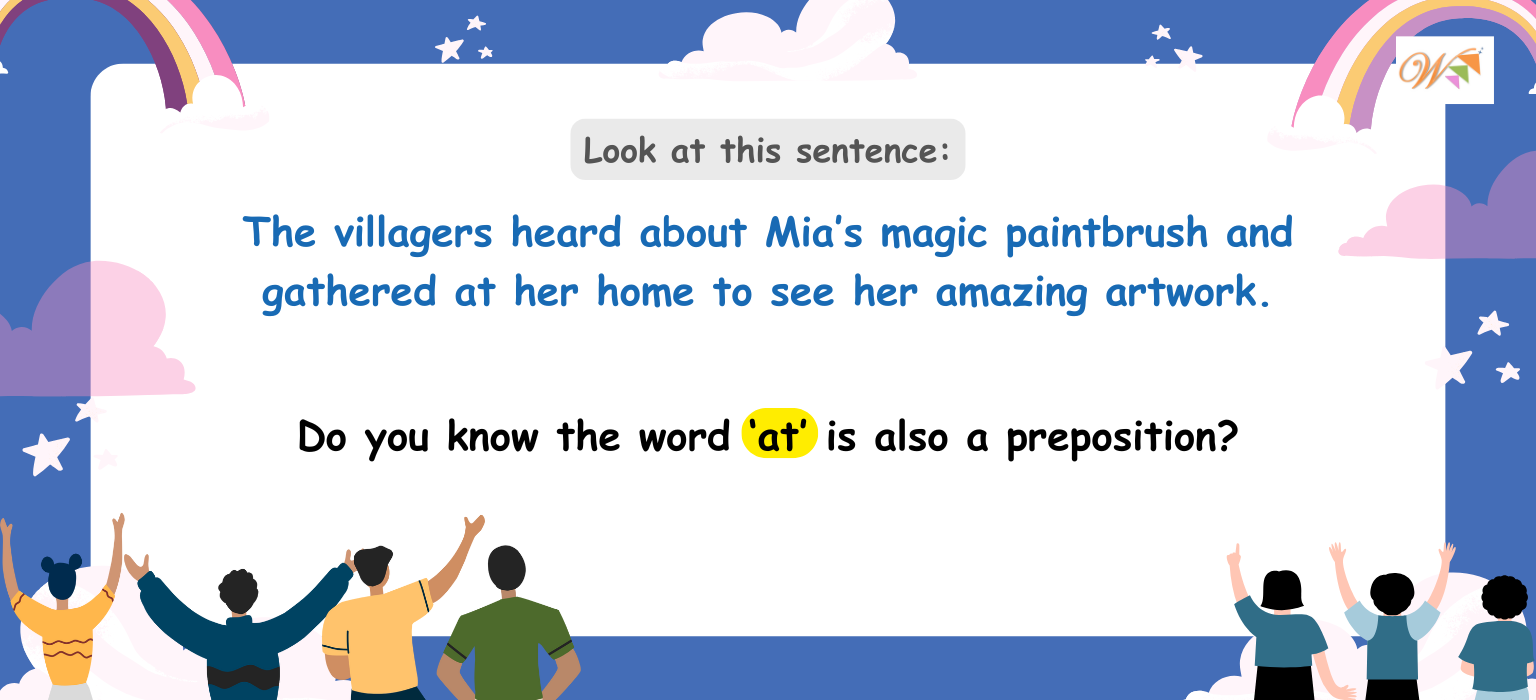 W
Look at this sentence:
The villagers heard about Mia's magic paintbrush and
gathered at her home to see her amazing artwork.
Do you know the word ‘at’ is also a preposition?